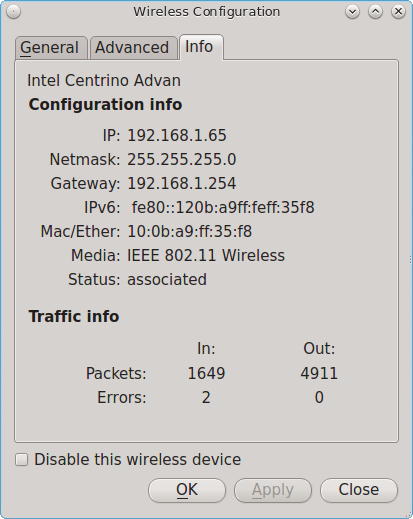 Wireless Configuration
General Advanced Info
Intel Centrino Advan
Configuration info
IP: 192.168.1.65
Netmask: 255.255.255.0
Gateway: 192.168.1.254
IPv6: fe80::120b:a9ff:feff:35f8
Mac/Ether: 10:0b:a9:ff:35:f8
Media: IEEE 802.11 Wireless
Status: associated
Traffic info
In: Out:
Packets: 1649 4911
Errors: 2 0
Disable this wireless device
OK Apply Close